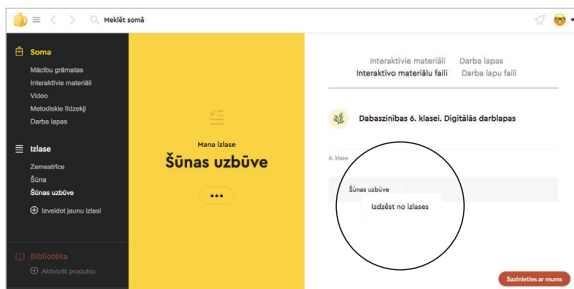 Meklēt somā
Soma
Mācību grāmatas
Interaktīvie materiāli
Video
Metodiskie līdzekļi
Darba lapas
Izlase
Zemestrīce
Šūna
Šūnas uzbūve
Izveidot jaunu izlasi
Bibliotēka
Aktivizēt produktu
Mana izlase
Šūnas uzbūve
Interaktīvie materiāli Darba lapas
Interaktīvo materiālu faili Darba lapu faili
Dabaszinības 6. klasei. Digitālās darblapas
6. klase
Šūnas uzbūve
Izdzēst no izlases
Sazinieties ar mums